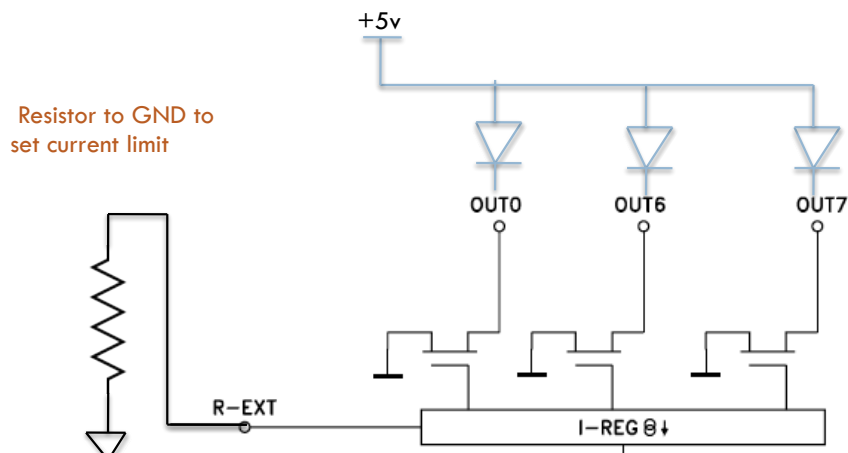 +5v
Resistor to GND to
set current limit
OUT0
OUT6
OUT7
R-EXT
I-REG